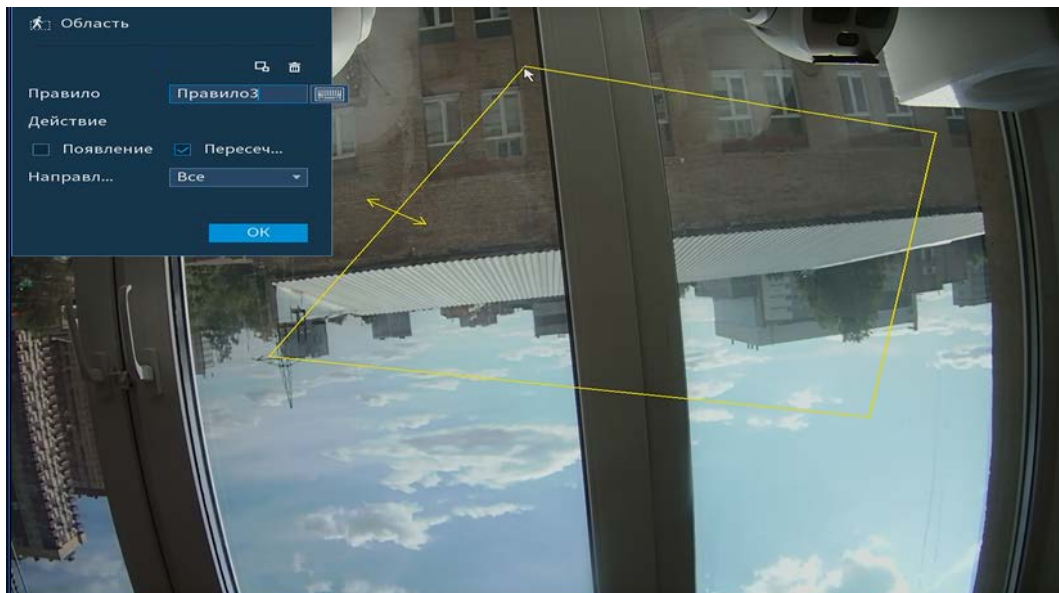 Область
Правило Правило3
Действие
Появление Пересеч...
Направл... Все
OK